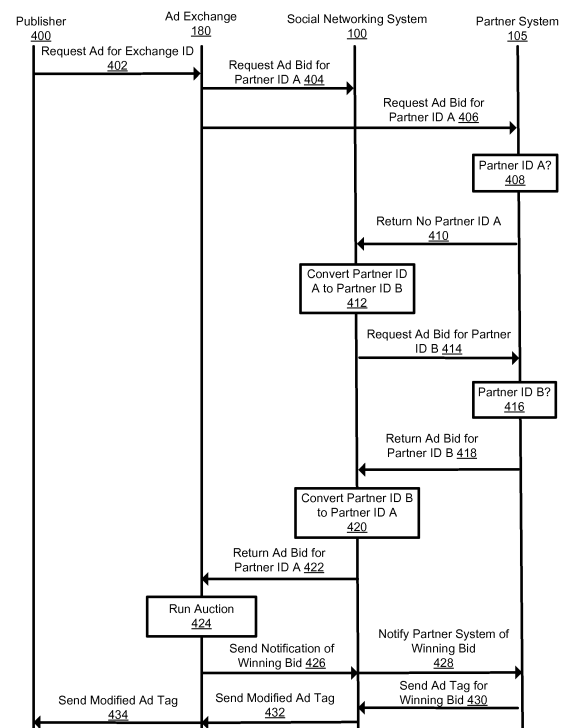 Publisher
400
Ad Exchange
180
Social Networking System
100
Partner System
105
Request Ad for Exchange ID
402
Request Ad Bid for
Partner ID A 404
Request Ad Bid for
Partner ID A 406
Partner ID A?
408
Return No Partner ID A
410
Convert Partner ID
A to Partner ID B
412
Request Ad Bid for Partner
ID B 414
Partner ID B?
416
Return Ad Bid for
Partner ID B 418
Convert Partner ID B
to Partner ID A
420
Return Ad Bid for
Partner ID A 422
Run Auction
424
Send Notification of
Winning Bid 426
Notify Partner System of
Winning Bid
428
Send Ad Tag for
Winning Bid 430
Send Modified Ad Tag
432
Send Modified Ad Tag
434